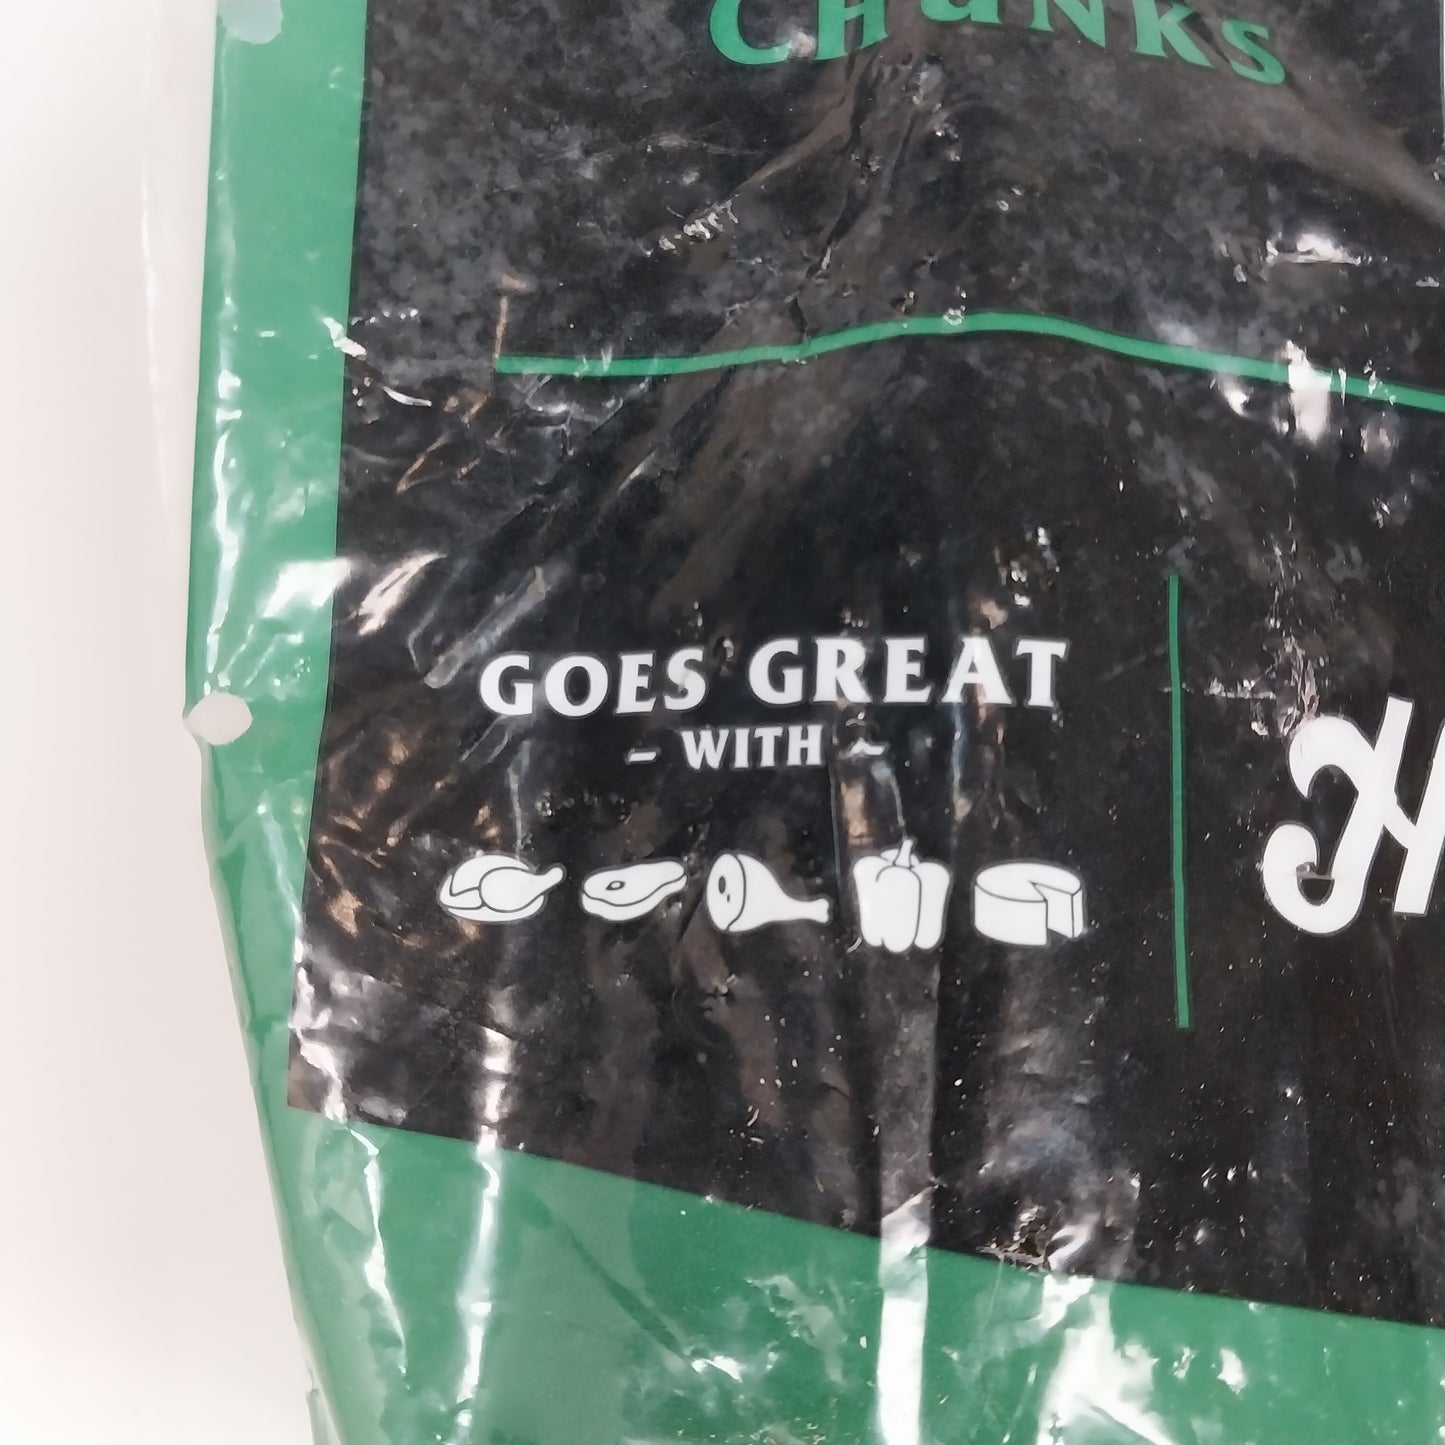 CHUNKS
GOES GREAT
~ WITH ~